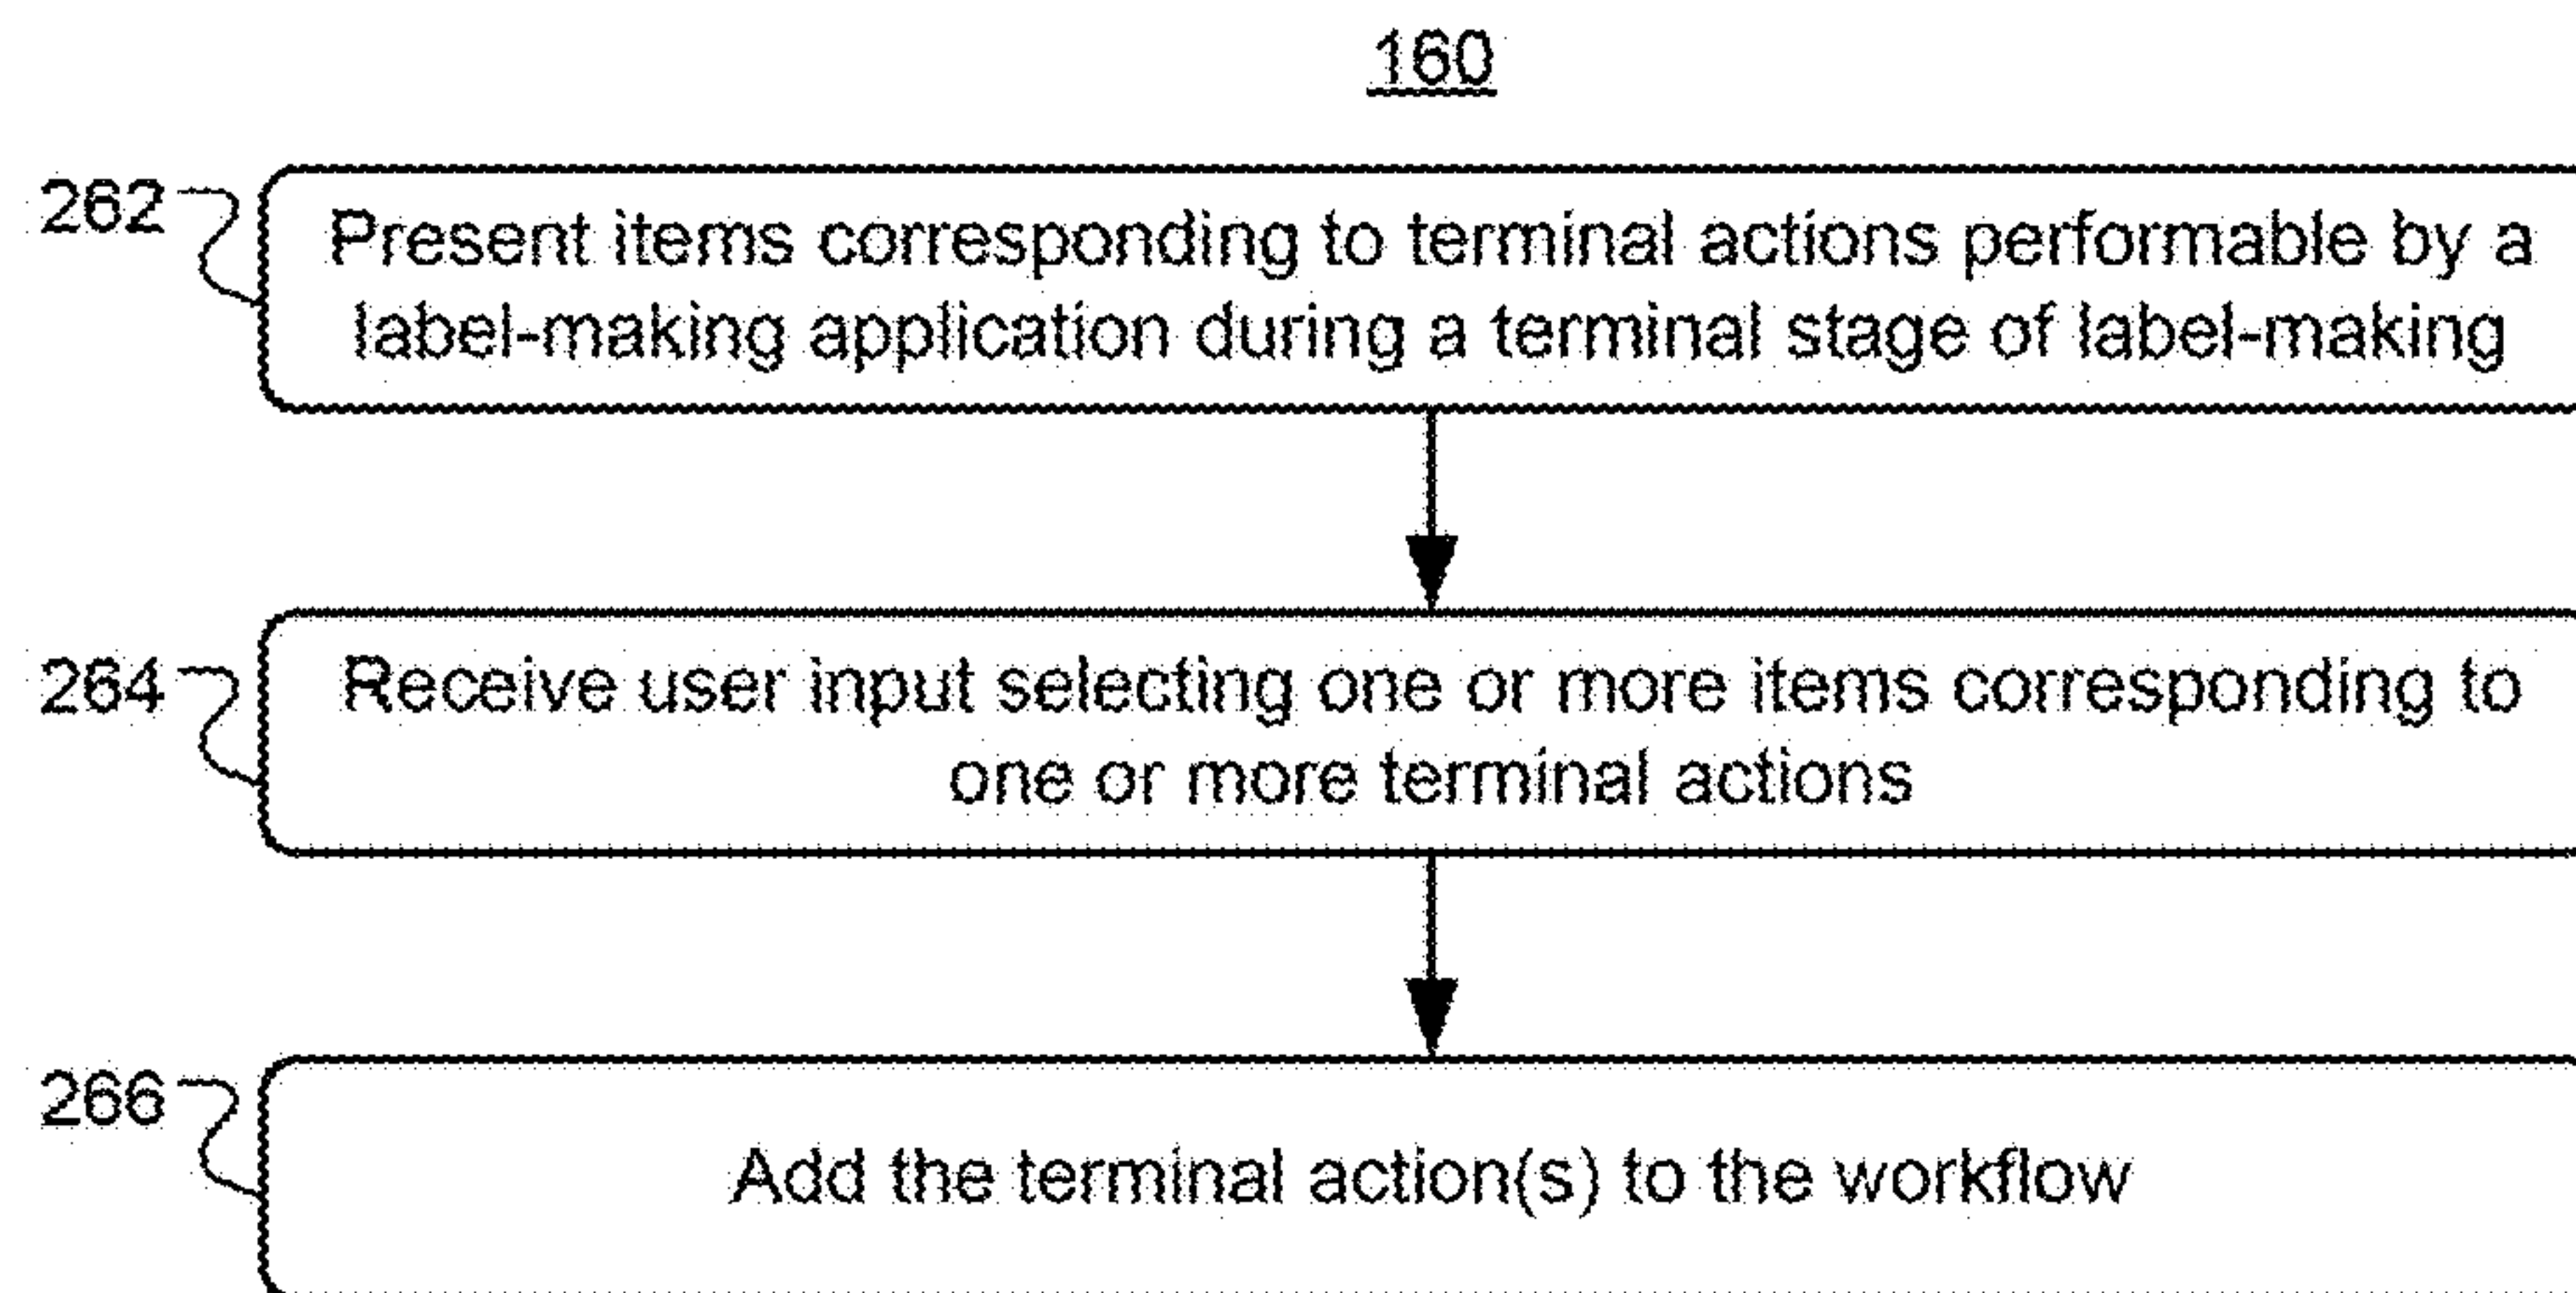 160
262
Present items corresponding to terminal actions performable by a
label-making application during a terminal stage of label-making
264
Receive user input selecting one or more items corresponding to
one or more terminal actions
266
Add the terminal action(s) to the workflow